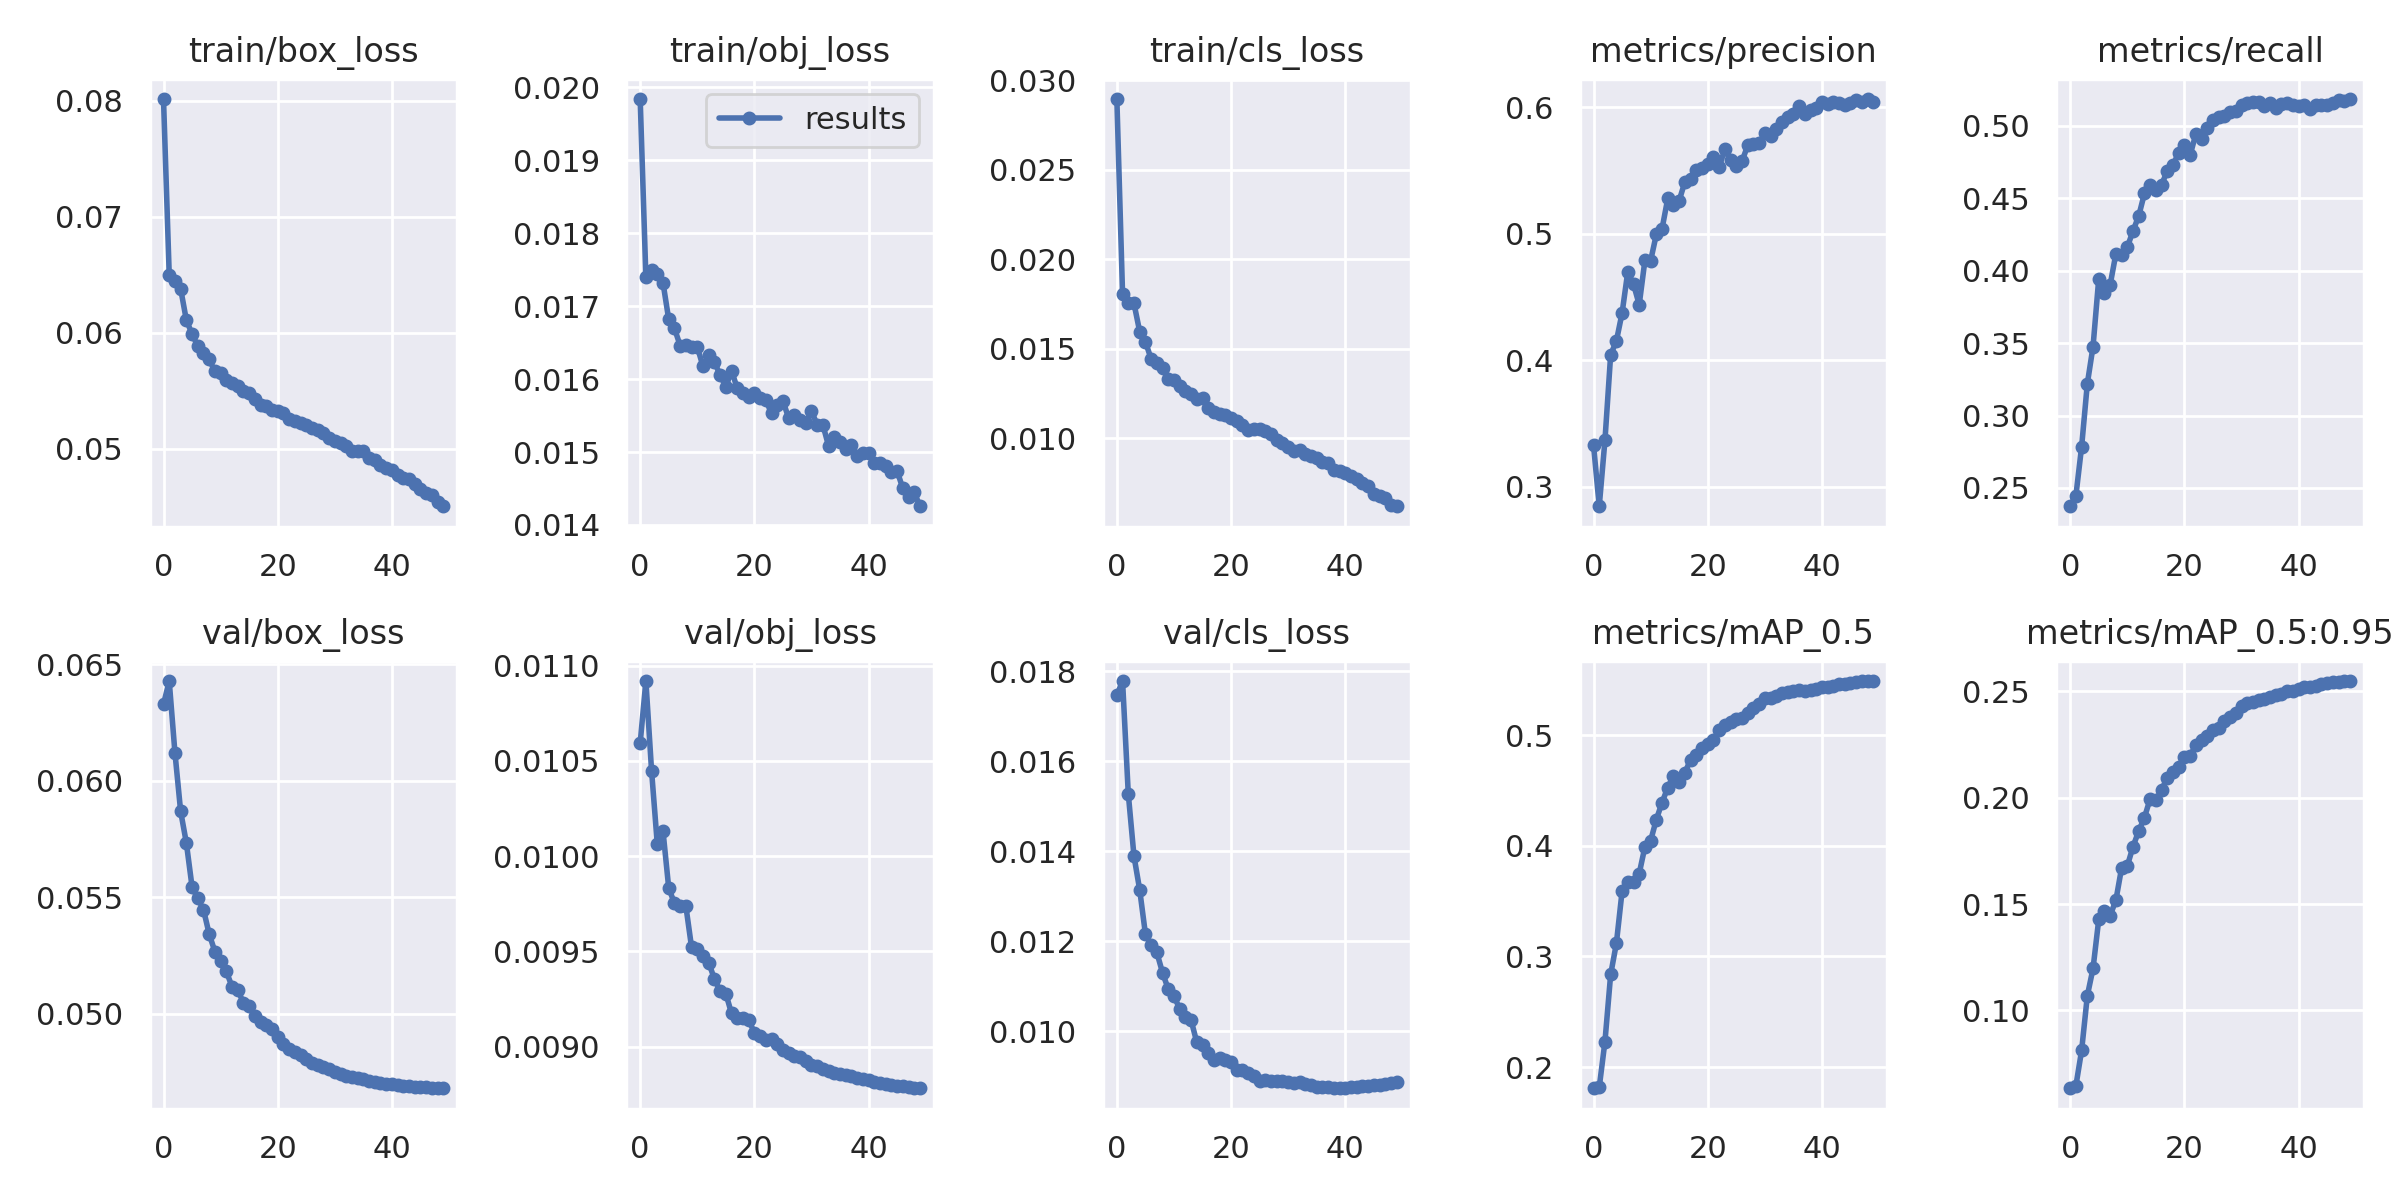 train/box_loss
0.08
0.07
0.06
0.05
0 20 40
train/obj_loss
results
0.020
0.019
0.018
0.017
0.016
0.015
0.014
0 20 40
train/cls_loss
0.030
0.025
0.020
0.015
0.010
0 20 40
metrics/precision
0.6
0.5
0.4
0.3
0 20 40
metrics/recall
0.50
0.45
0.40
0.35
0.30
0.25
0 20 40
val/box_loss
0.065
0.060
0.055
0.050
0 20 40
val/obj_loss
0.0110
0.0105
0.0100
0.0095
0.0090
0 20 40
val/cls_loss
0.018
0.016
0.014
0.012
0.010
0 20 40
metrics/mAP_0.5
0.5
0.4
0.3
0.2
0 20 40
metrics/mAP_0.5:0.95
0.25
0.20
0.15
0.10
0 20 40